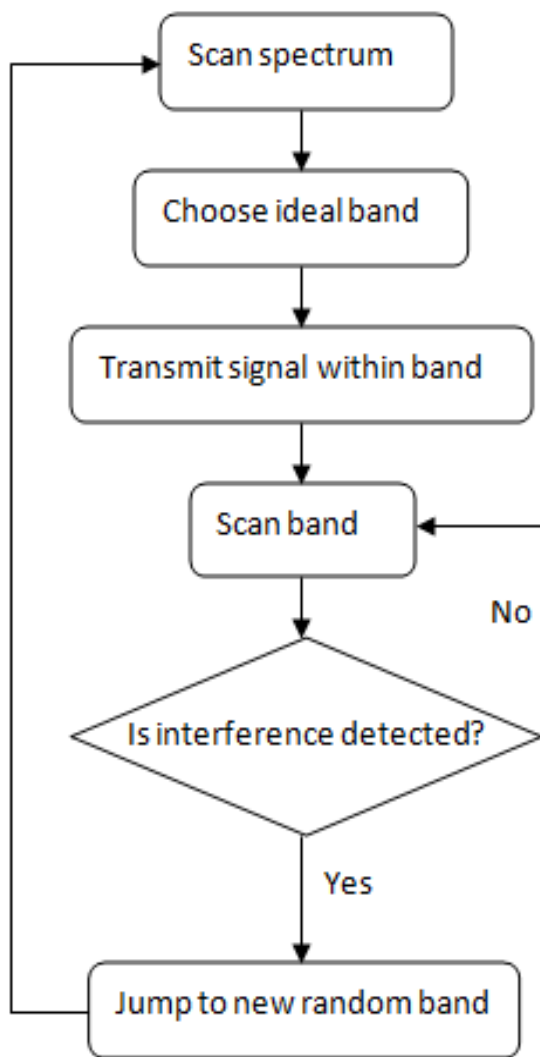 Scan spectrum
Choose ideal band
Transmit signal within band
Scan band
No
Is interference detected?
Yes
Jump to new random band